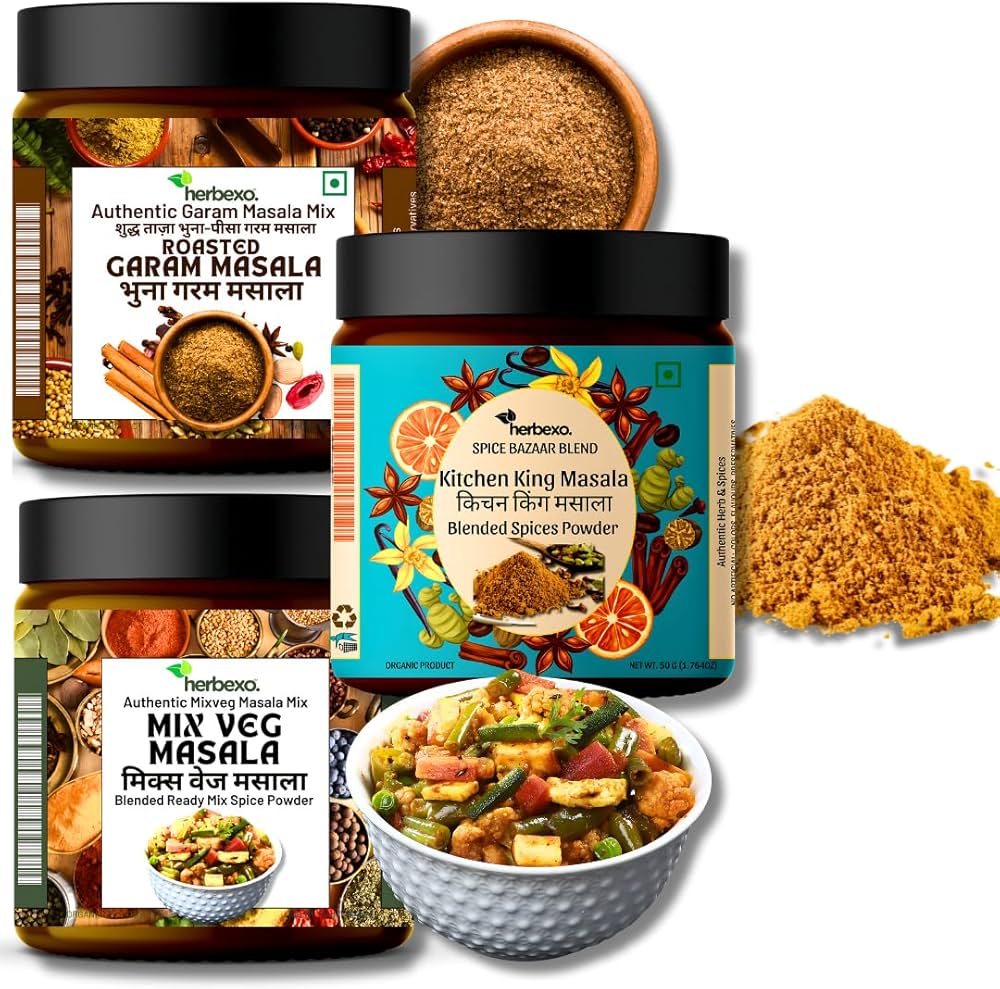 herbexo.
Authentic Garam Masala Mix
शुद्ध ताज़ा भुना-पीसा गरम मसाला
ROASTED
GARAM MASALA
भुना गरम मसाला
herbexo.
SPICE BAZAAR BLEND
Kitchen King Masala
किचन किंग मसाला
Blended Spices Powder
ORGANIC PRODUCT
NET WT. 50 G (1.764OZ)
Authentic Herb & Spices
herbexo.
Authentic Mixveg Masala Mix
MIX VEG
MASALA
मिक्स वेज मसाला
Blended Ready Mix Spice Powder